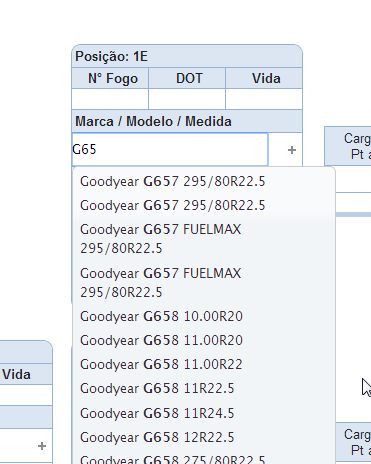 Posição: 1E
N° Fogo DOT Vida
Marca / Modelo / Medida
G65 +
Carg
Pt a
Goodyear G657 295/80R22.5
Goodyear G657 295/80R22.5
Goodyear G657 FUELMAX
295/80R22.5
Goodyear G657 FUELMAX
295/80R22.5
Goodyear G658 10.00R20
Goodyear G658 11.00R20
Goodyear G658 11.00R22
Goodyear G658 11R22.5
Goodyear G658 11R24.5
Goodyear G658 12R22.5
Goodyear G658 275/80R22.5
Vida
+
Carg
Pt a